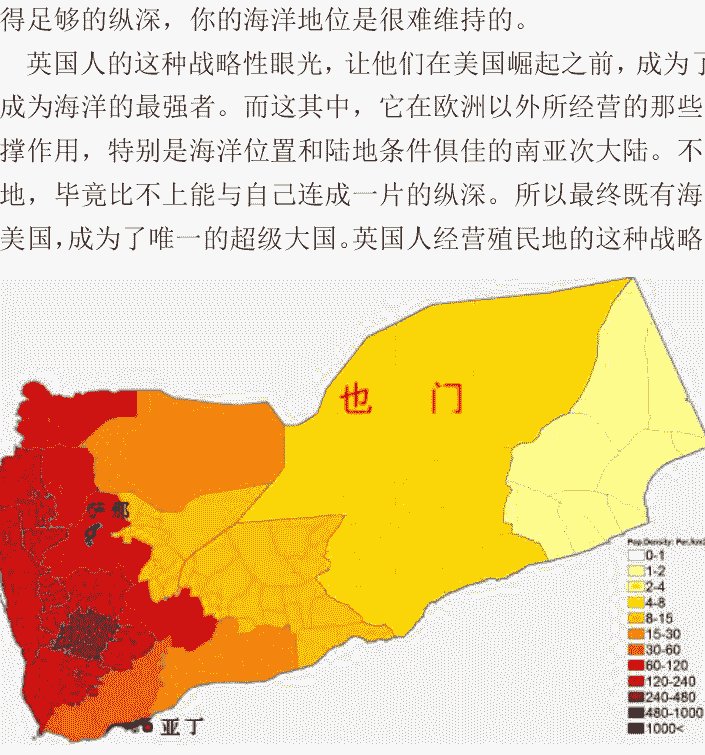 得足够的纵深，你的海洋地位是很难维持的。
英国人的这种战略性眼光，让他们在美国崛起之前，成为了
成为海洋的最强者。而这其中，它在欧洲以外所经营的那些
撑作用，特别是海洋位置和陆地条件俱佳的南亚次大陆。不
地，毕竟比不上能与自己连成一片的纵深。所以最终既有海
美国，成为了唯一的超级大国。英国人经营殖民地的这种战略
也 门
亚丁
Pop.Density: Per./km2
0-1
1-2
2-4
4-8
8-15
15-30
30-60
60-120
120-240
240-480
480-1000
1000<